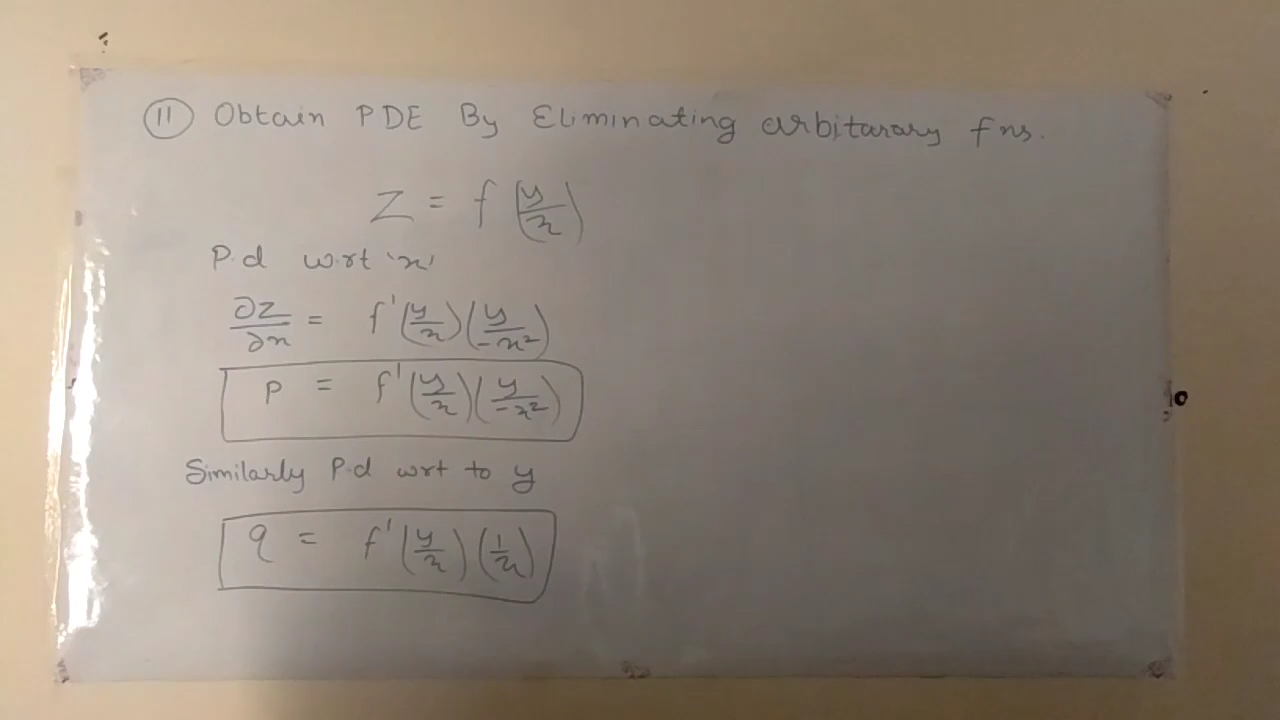 ⑪ Obtain PDE By Eliminating arbitarary fns.
Z = f(y/x)
P.d w.r.t 'x'
∂Z/∂x = f'(y/x)(y/-x²)
P = f'(y/x)(y/-x²)
Similarly P.d wrt to y
q = f'(y/x)(1/x)